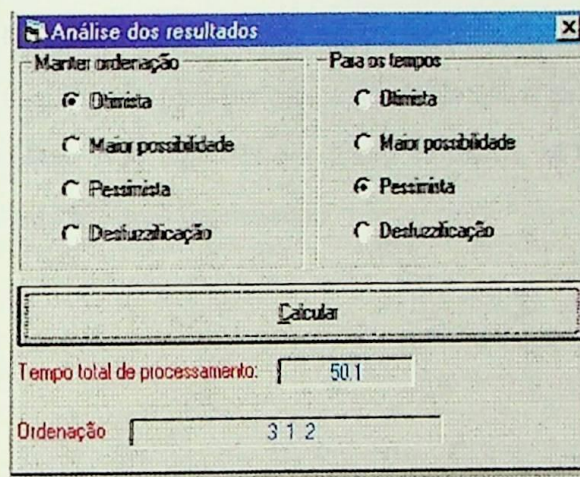 Análise dos resultados
Manter ordenação
Otimista
Maior possibilidade
Pessimista
Desfuzzificação
Para os tempos
Otimista
Maior possibilidade
Pessimista
Desfuzzificação
Calcular
Tempo total de processamento: 50.1
Ordenação 3 1 2